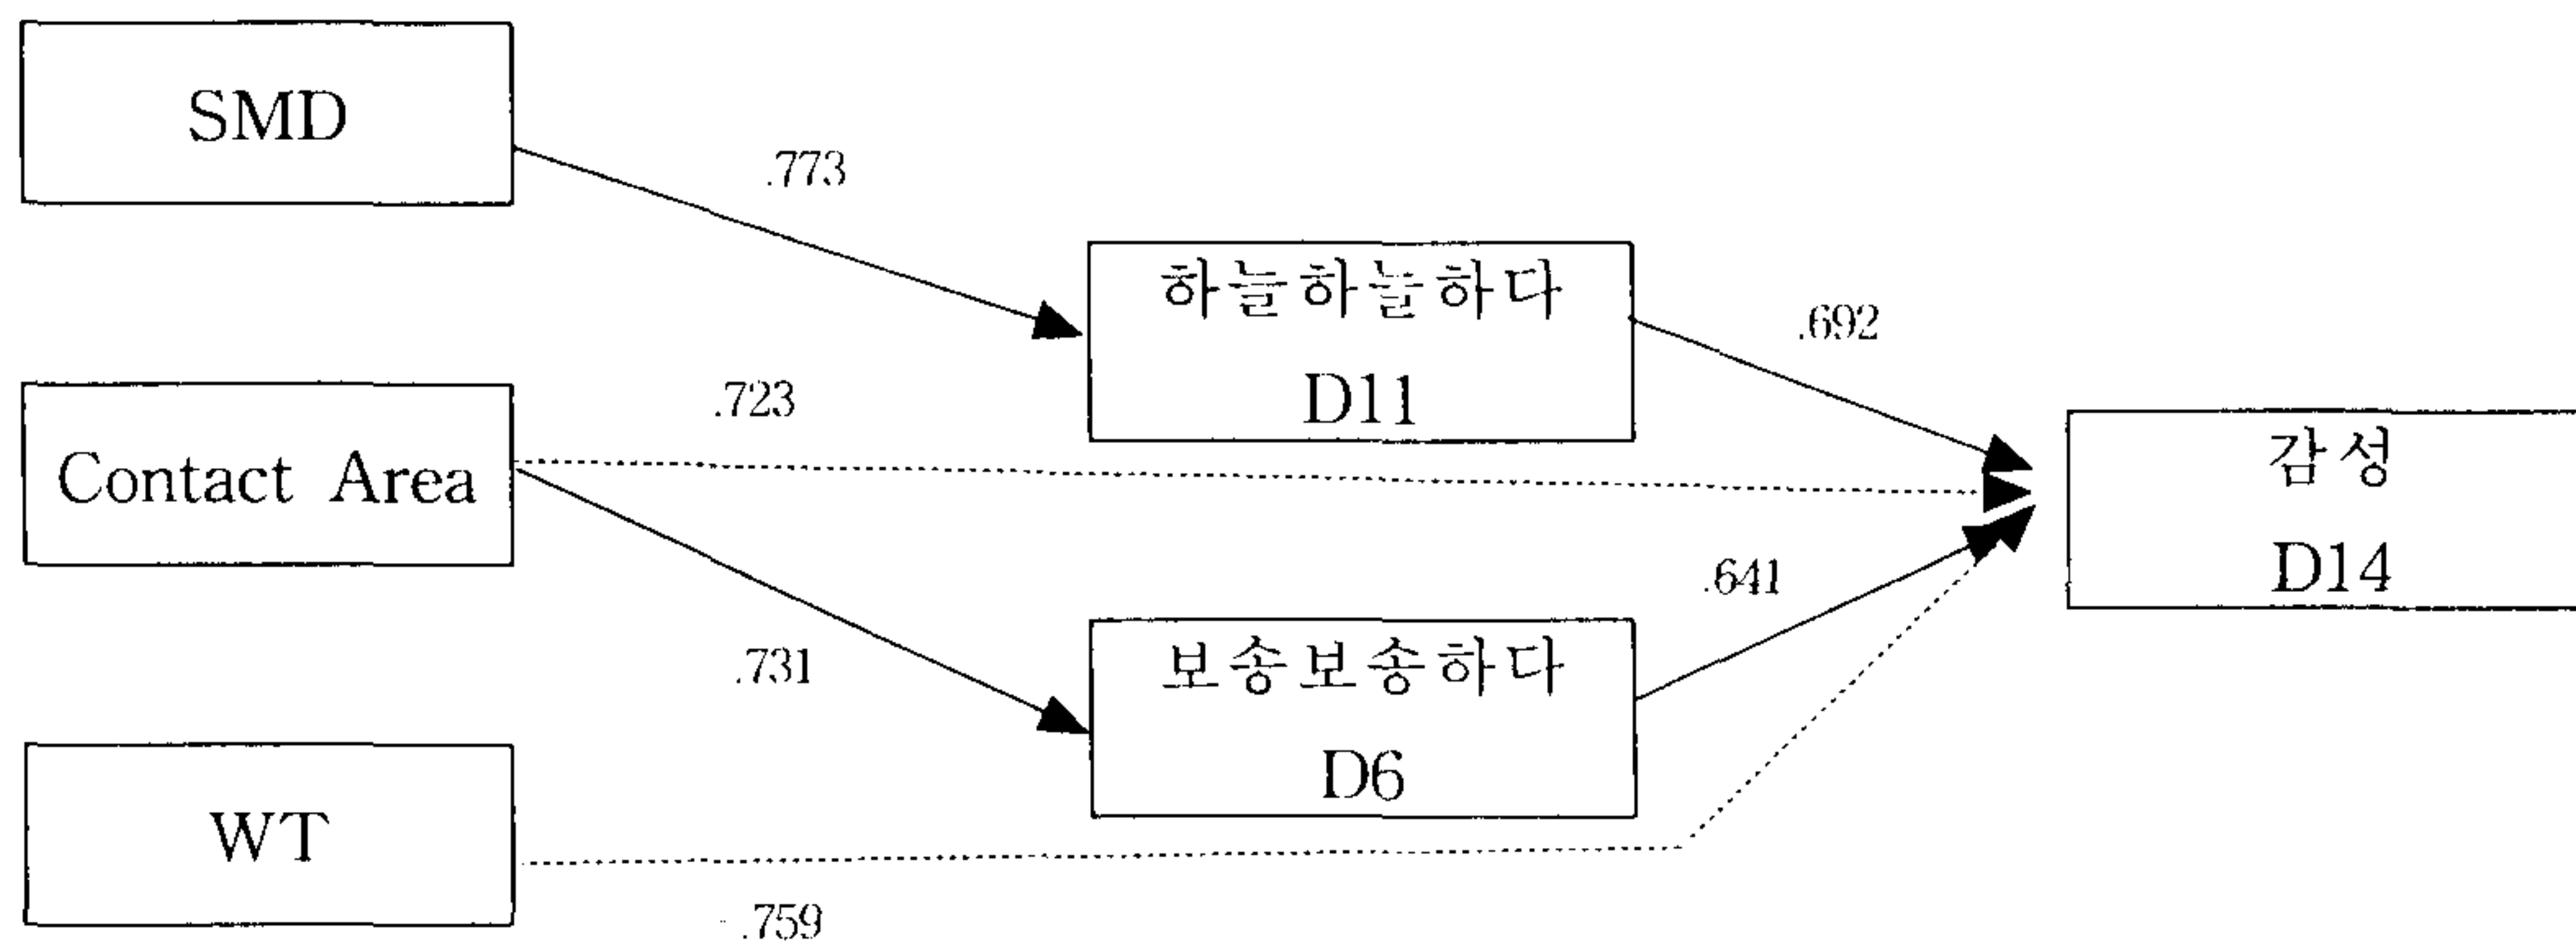 SMD
.773
하늘하늘하다
D11
.692
.723
Contact Area
감성
D14
.641
.731
보송보송하다
D6
WT
-.759